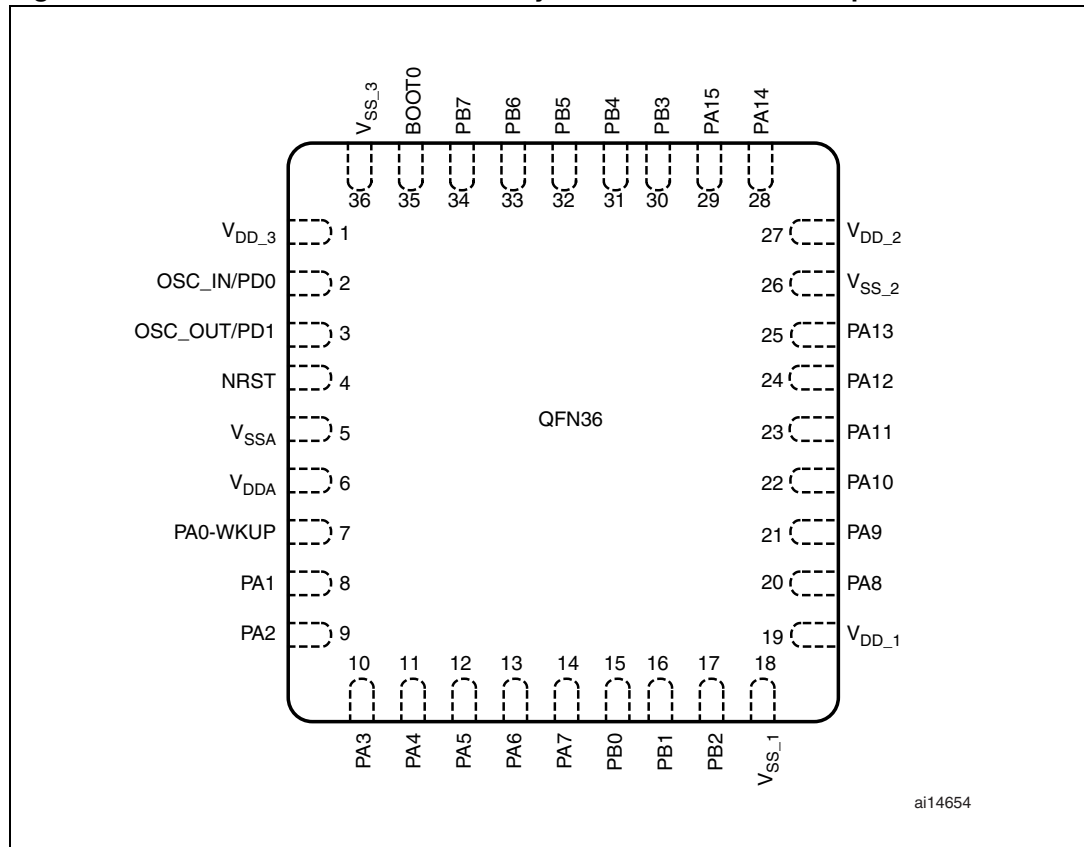 VSS_3
BOOT0
PB7
PB6
PB5
PB4
PB3
PA15
PA14
36
35
34
33
32
31
30
29
28
VDD_3
1
27
VDD_2
OSC_IN/PD0
2
26
VSS_2
OSC_OUT/PD1
3
25
PA13
NRST
4
24
PA12
VSSA
5
QFN36
23
PA11
VDDA
6
22
PA10
PA0-WKUP
7
21
PA9
PA1
8
20
PA8
PA2
9
19
VDD_1
10
11
12
13
14
15
16
17
18
PA3
PA4
PA5
PA6
PA7
PB0
PB1
PB2
VSS_1
ai14654